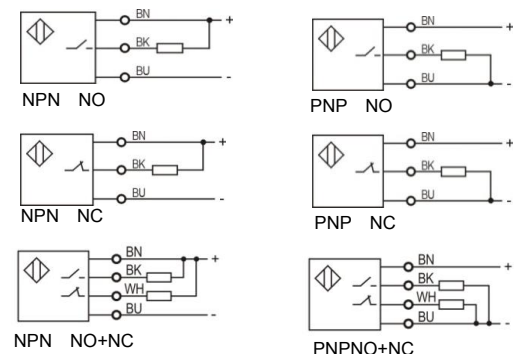 BN +
BK
BU -
NPN NO
BN +
BK
BU -
PNP NO
BN +
BK
BU -
NPN NC
BN +
BK
BU -
PNP NC
BN +
BK
WH
BU -
NPN NO+NC
BN +
BK
WH
BU -
PNPNO+NC